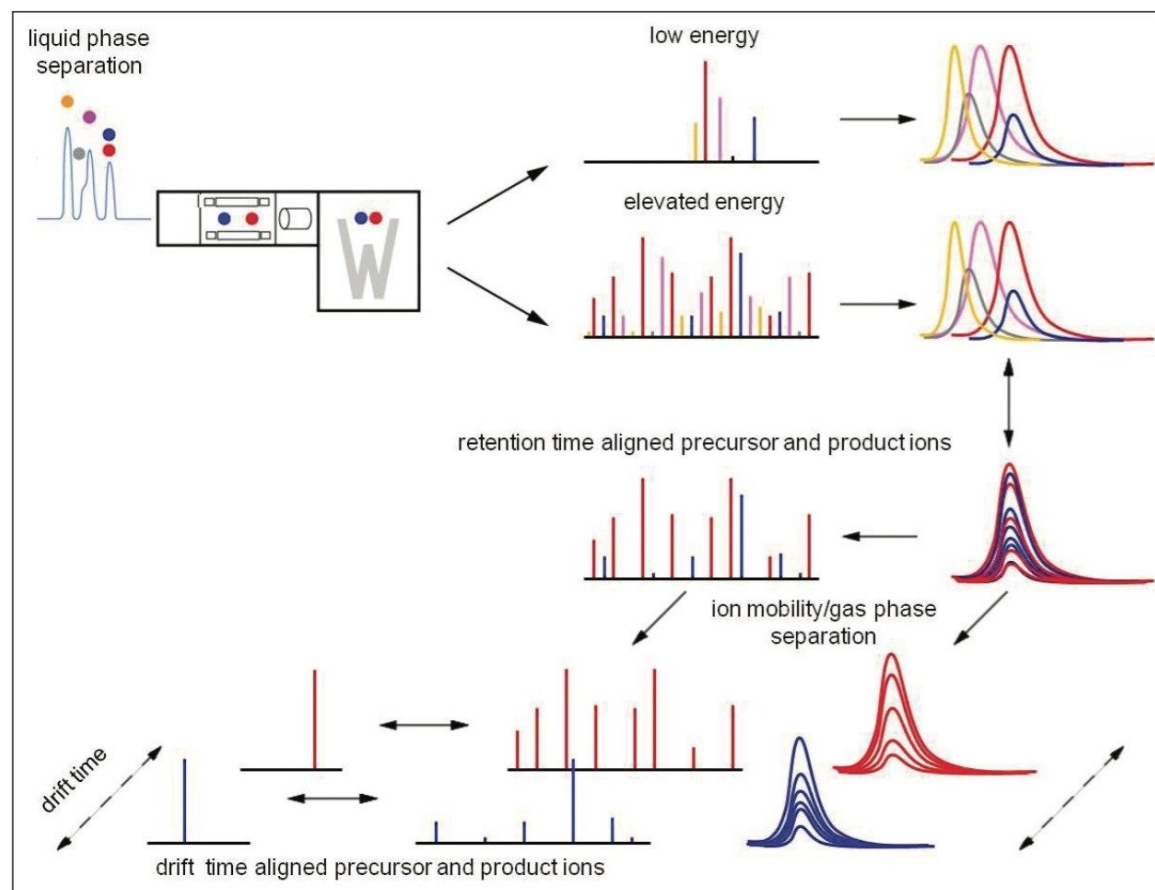 liquid phase
separation
low energy
W
elevated energy
retention time aligned precursor and product ions
ion mobility/gas phase
separation
drift time
drift time aligned precursor and product ions